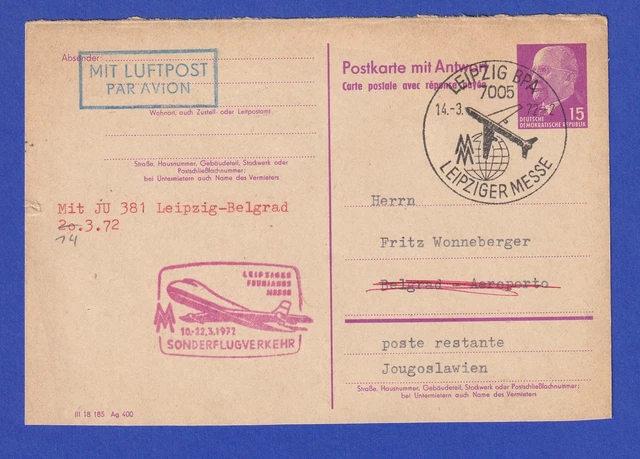 Absender:
MIT LUFTPOST
PAR AVION
Wohnort, auch Zustell- oder Leitpostamt
Straße, Hausnummer, Gebäudeteil, Stockwerk oder
Postschließfachnummer;
bei Untermietern auch Name des Vermieters
Mit JU 381 Leipzig-Belgrad
20.3.72
14
LEIPZIGER
FRÜHJAHRS
MESSE
MM
10.-22.3.1972
SONDERFLUGVERKEHR
III 18 185 Ag 400
Postkarte mit Antwort
Carte postale avec réponse payée
LEIPZIG BPA
7005
14.-3.
MM
LEIPZIGER MESSE
15
DEUTSCHE
DEMOKRATISCHE REPUBLIK
Herrn
Fritz Wonneberger
Belgrad - Aeroporto
poste restante
Jougoslawien
Straße, Hausnummer, Gebäudeteil, Stockwerk oder Postschließfachnummer;
bei Untermietern auch Name des Vermieters